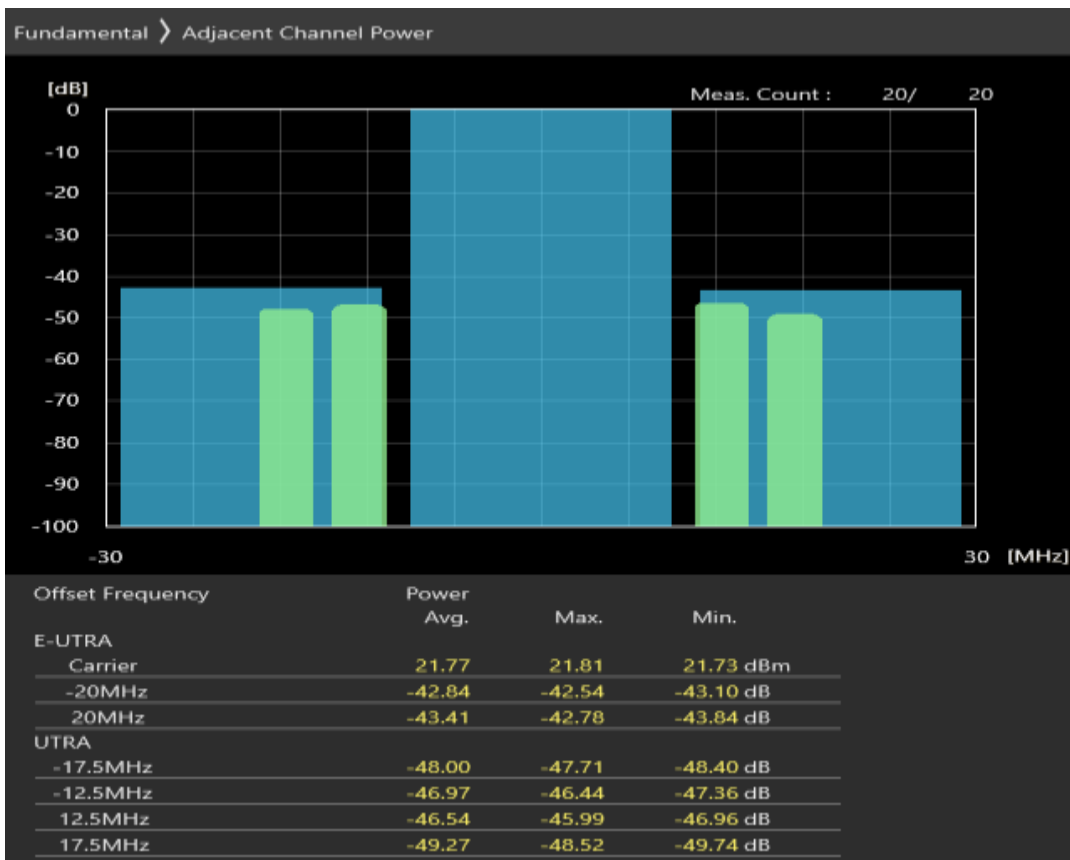 Fundamental ❯ Adjacent Channel Power
[dB]
Meas. Count : 20/ 20
0
-10
-20
-30
-40
-50
-60
-70
-80
-90
-100
-30 30 [MHz]
Offset Frequency Power
Avg. Max. Min.
E-UTRA
Carrier 21.77 21.81 21.73 dBm
-20MHz -42.84 -42.54 -43.10 dB
20MHz -43.41 -42.78 -43.84 dB
UTRA
-17.5MHz -48.00 -47.71 -48.40 dB
-12.5MHz -46.97 -46.44 -47.36 dB
12.5MHz -46.54 -45.99 -46.96 dB
17.5MHz -49.27 -48.52 -49.74 dB